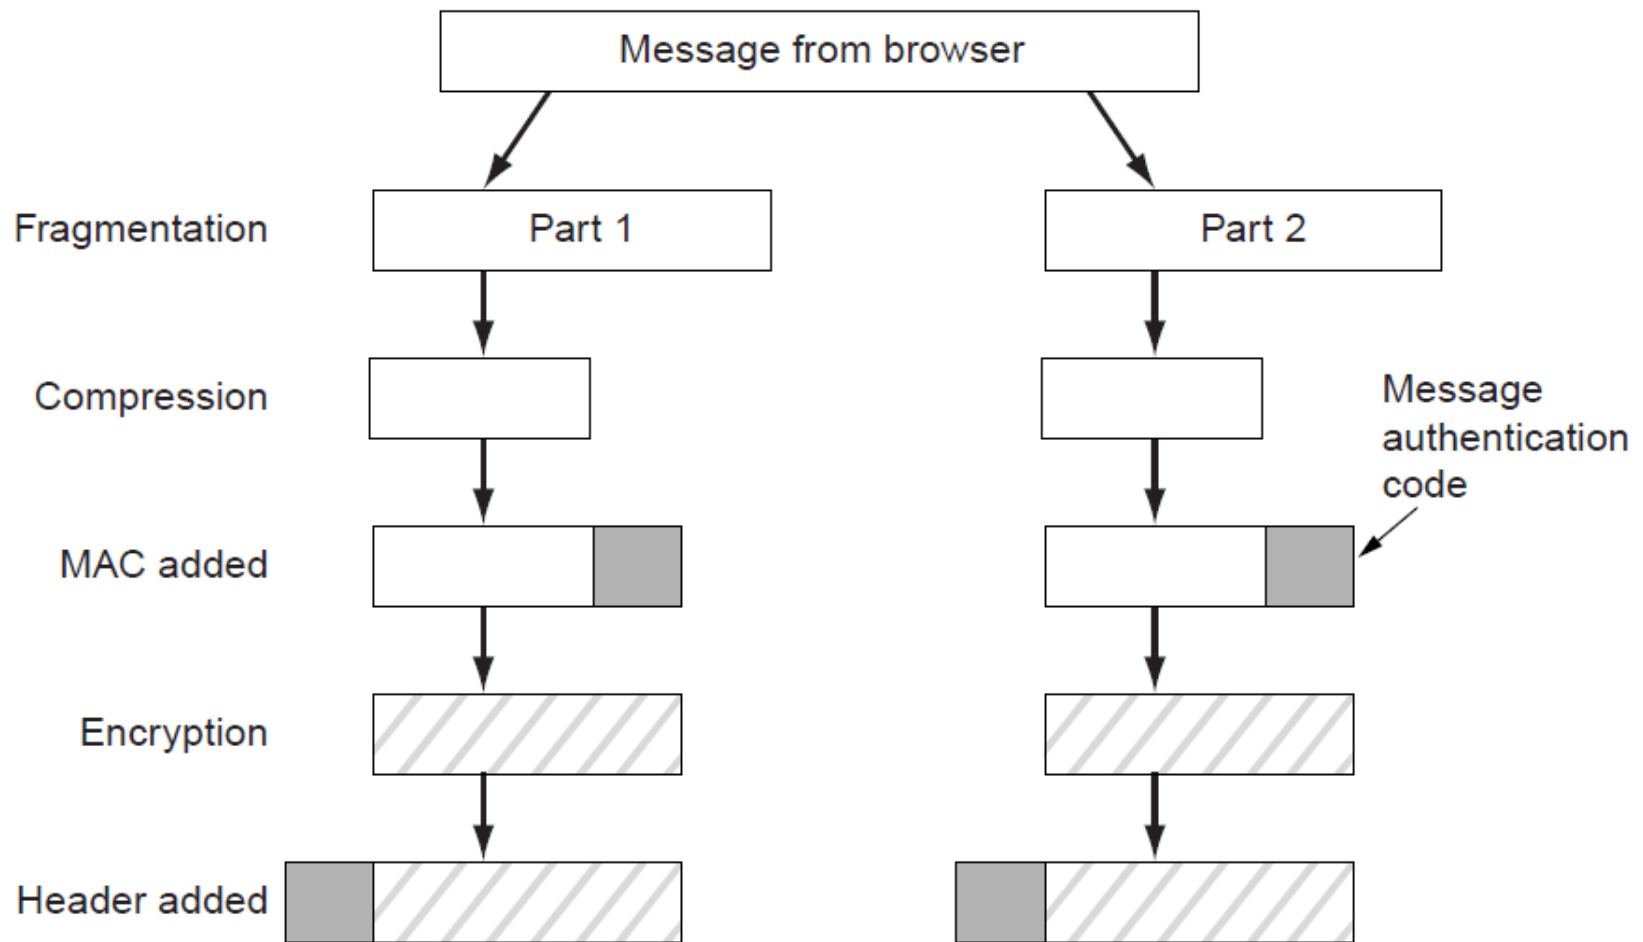 Message from browser
Fragmentation
Part 1
Part 2
Compression
Message
authentication
code
MAC added
Encryption
Header added